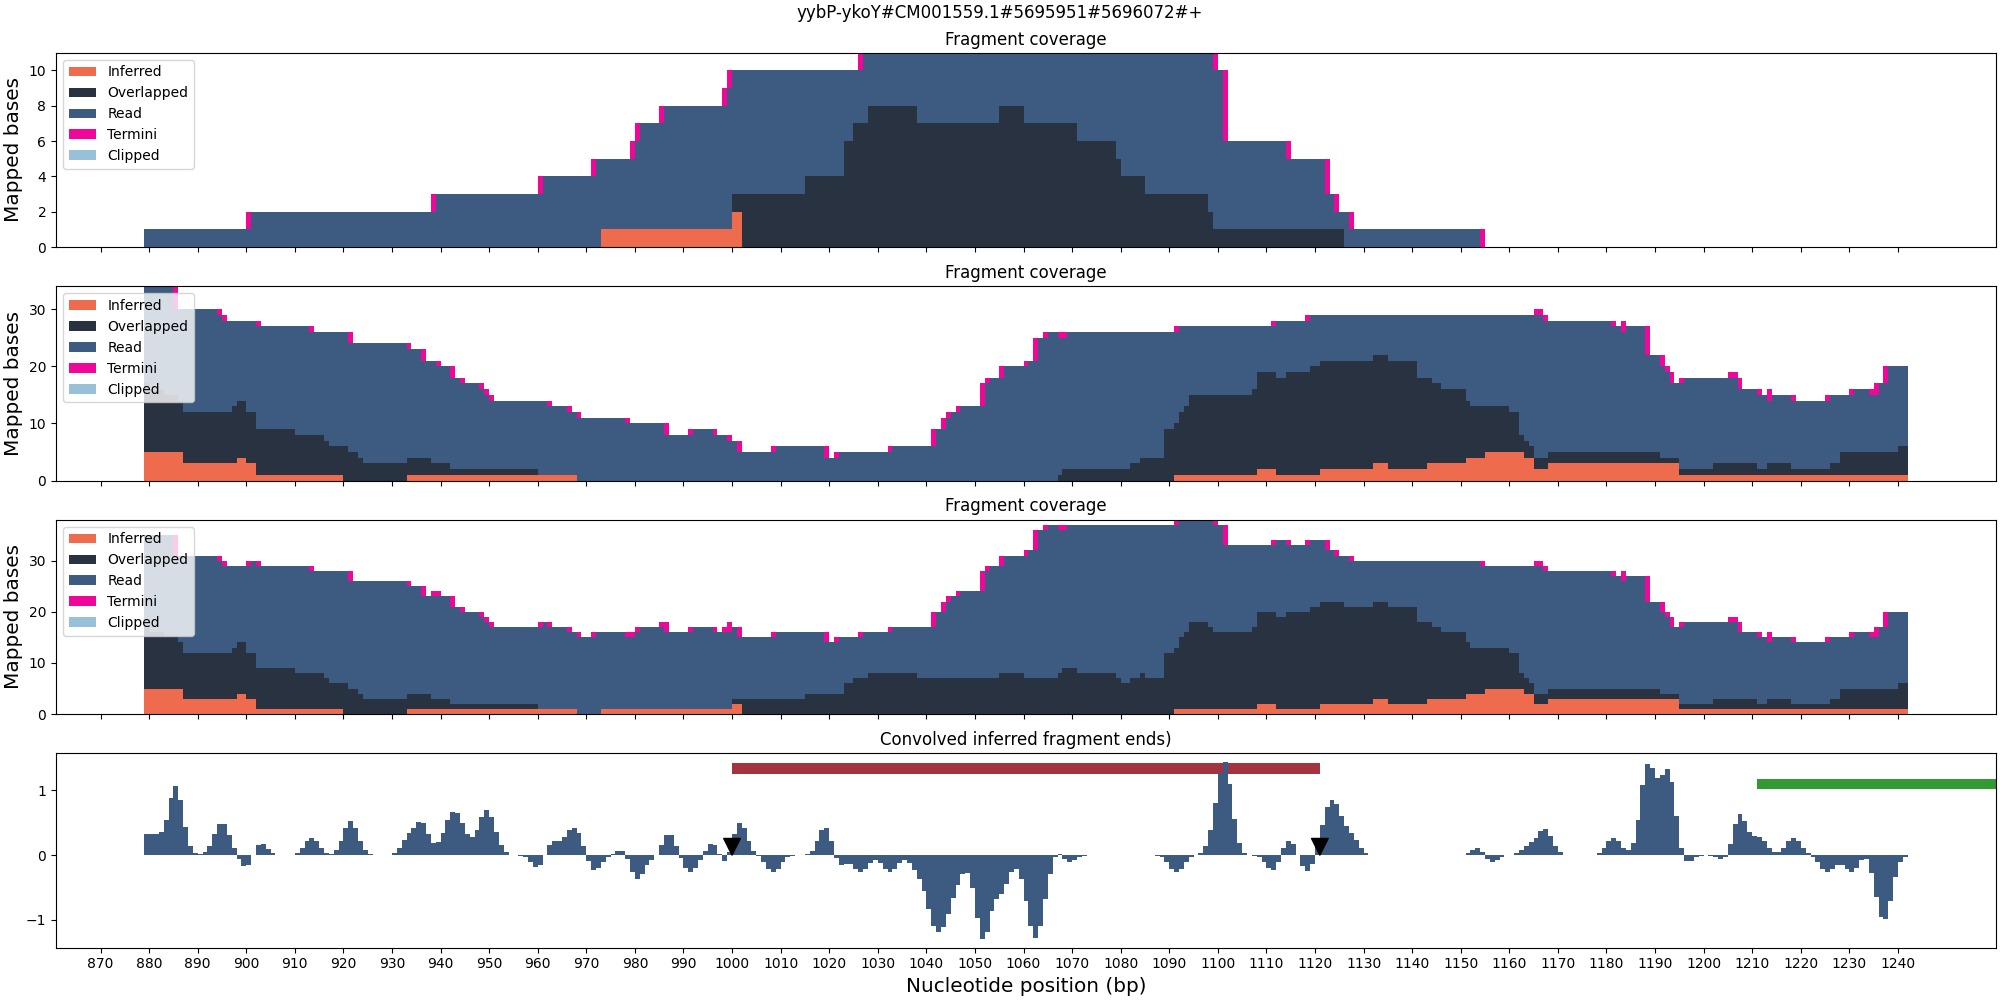 yybP-ykoY#CM001559.1#5695951#5696072#+
Fragment coverage
Mapped bases
10
8
6
4
2
0
Inferred
Overlapped
Read
Termini
Clipped
Fragment coverage
Mapped bases
30
20
10
0
Inferred
Overlapped
Read
Termini
Clipped
Fragment coverage
Mapped bases
30
20
10
0
Inferred
Overlapped
Read
Termini
Clipped
Convolved inferred fragment ends)
1
0
−1
870 880 890 900 910 920 930 940 950 960 970 980 990 1000 1010 1020 1030 1040 1050 1060 1070 1080 1090 1100 1110 1120 1130 1140 1150 1160 1170 1180 1190 1200 1210 1220 1230 1240
Nucleotide position (bp)